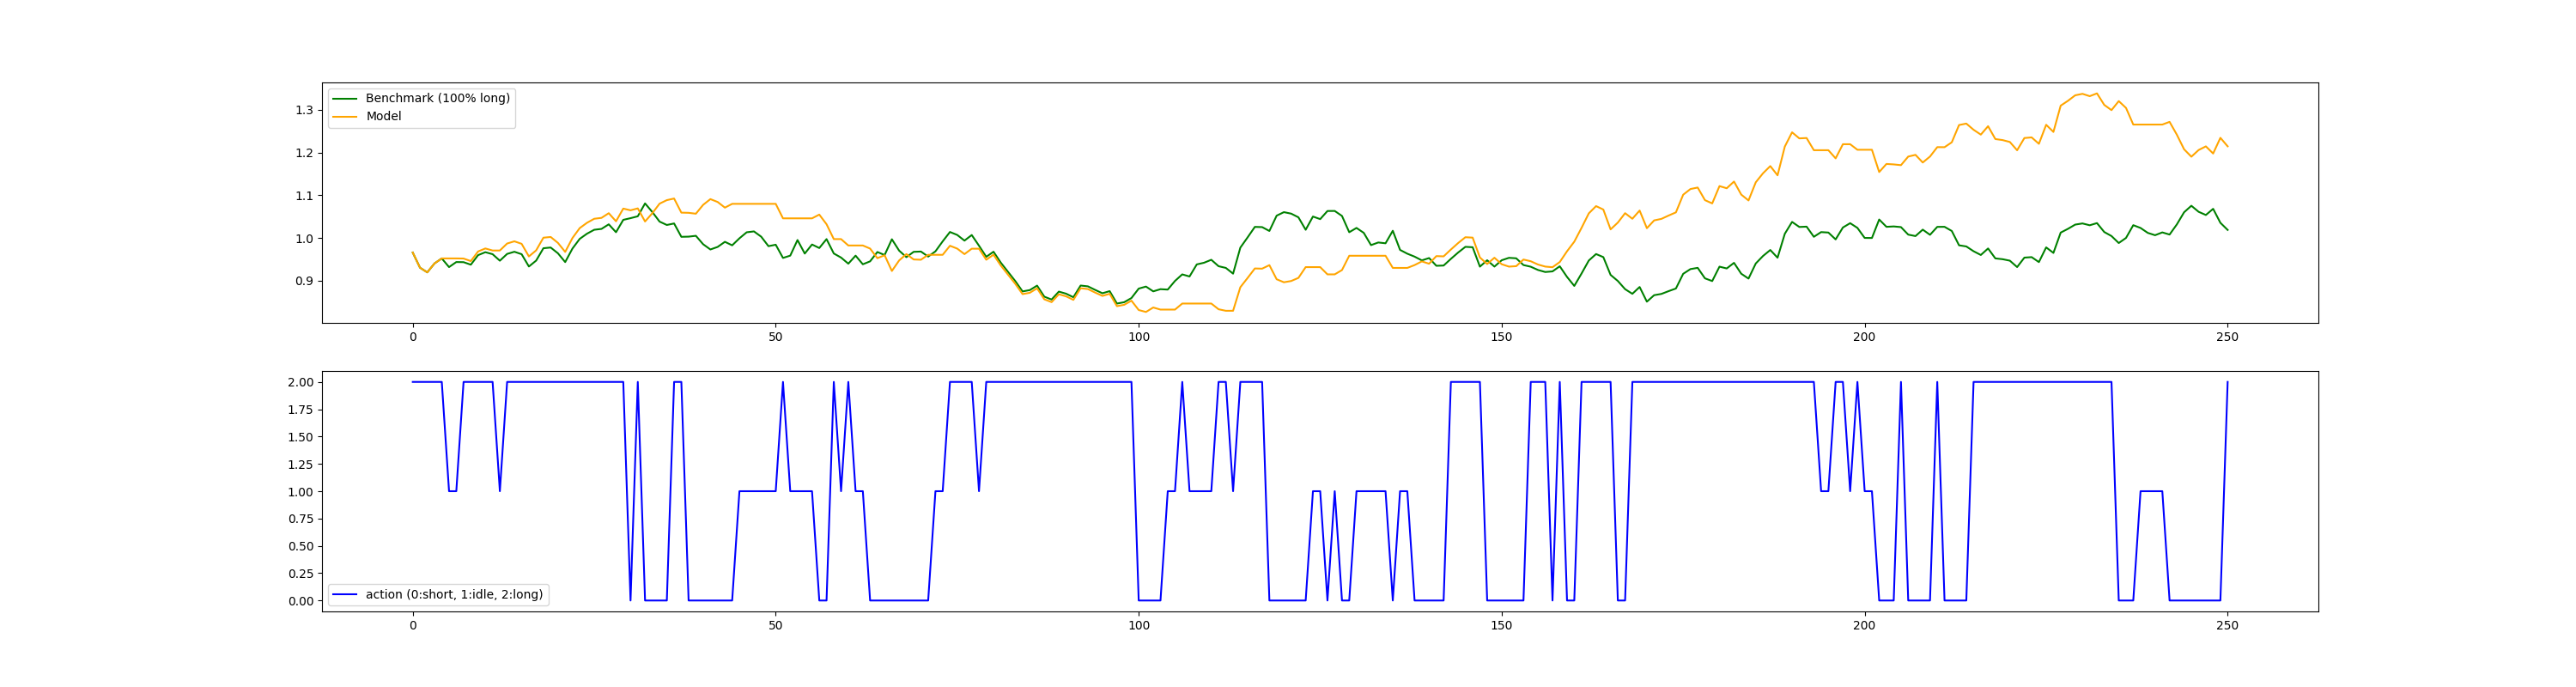 Benchmark (100% long)
Model
1.3
1.2
1.1
1.0
0.9
0 50 100 150 200 250
2.00
1.75
1.50
1.25
1.00
0.75
0.50
0.25
0.00
action (0:short, 1:idle, 2:long)
0 50 100 150 200 250